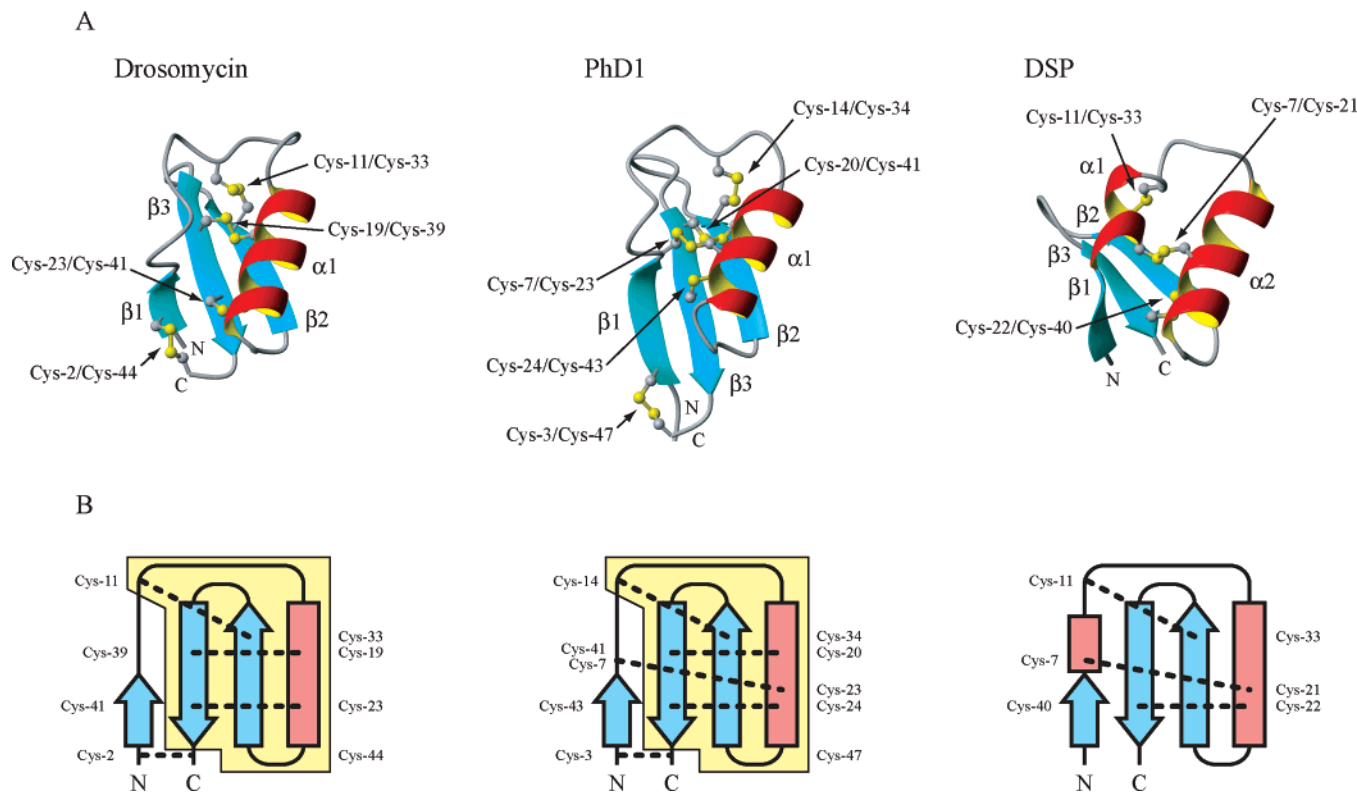 A
Drosomycin
Cys-11/Cys-33
β3
Cys-19/Cys-39
Cys-23/Cys-41
α1
β1
β2
N
Cys-2/Cys-44
C
PhD1
Cys-14/Cys-34
Cys-20/Cys-41
α1
Cys-7/Cys-23
β1
β2
Cys-24/Cys-43
β3
N
Cys-3/Cys-47
C
DSP
Cys-11/Cys-33
Cys-7/Cys-21
α1
β2
β3
β1
α2
Cys-22/Cys-40
N
C
B
Cys-11
Cys-33
Cys-39
Cys-19
Cys-41
Cys-23
Cys-2
Cys-44
N C
Cys-14
Cys-34
Cys-41
Cys-20
Cys-7
Cys-23
Cys-43
Cys-24
Cys-3
Cys-47
N C
Cys-11
Cys-33
Cys-7
Cys-21
Cys-40
Cys-22
N C